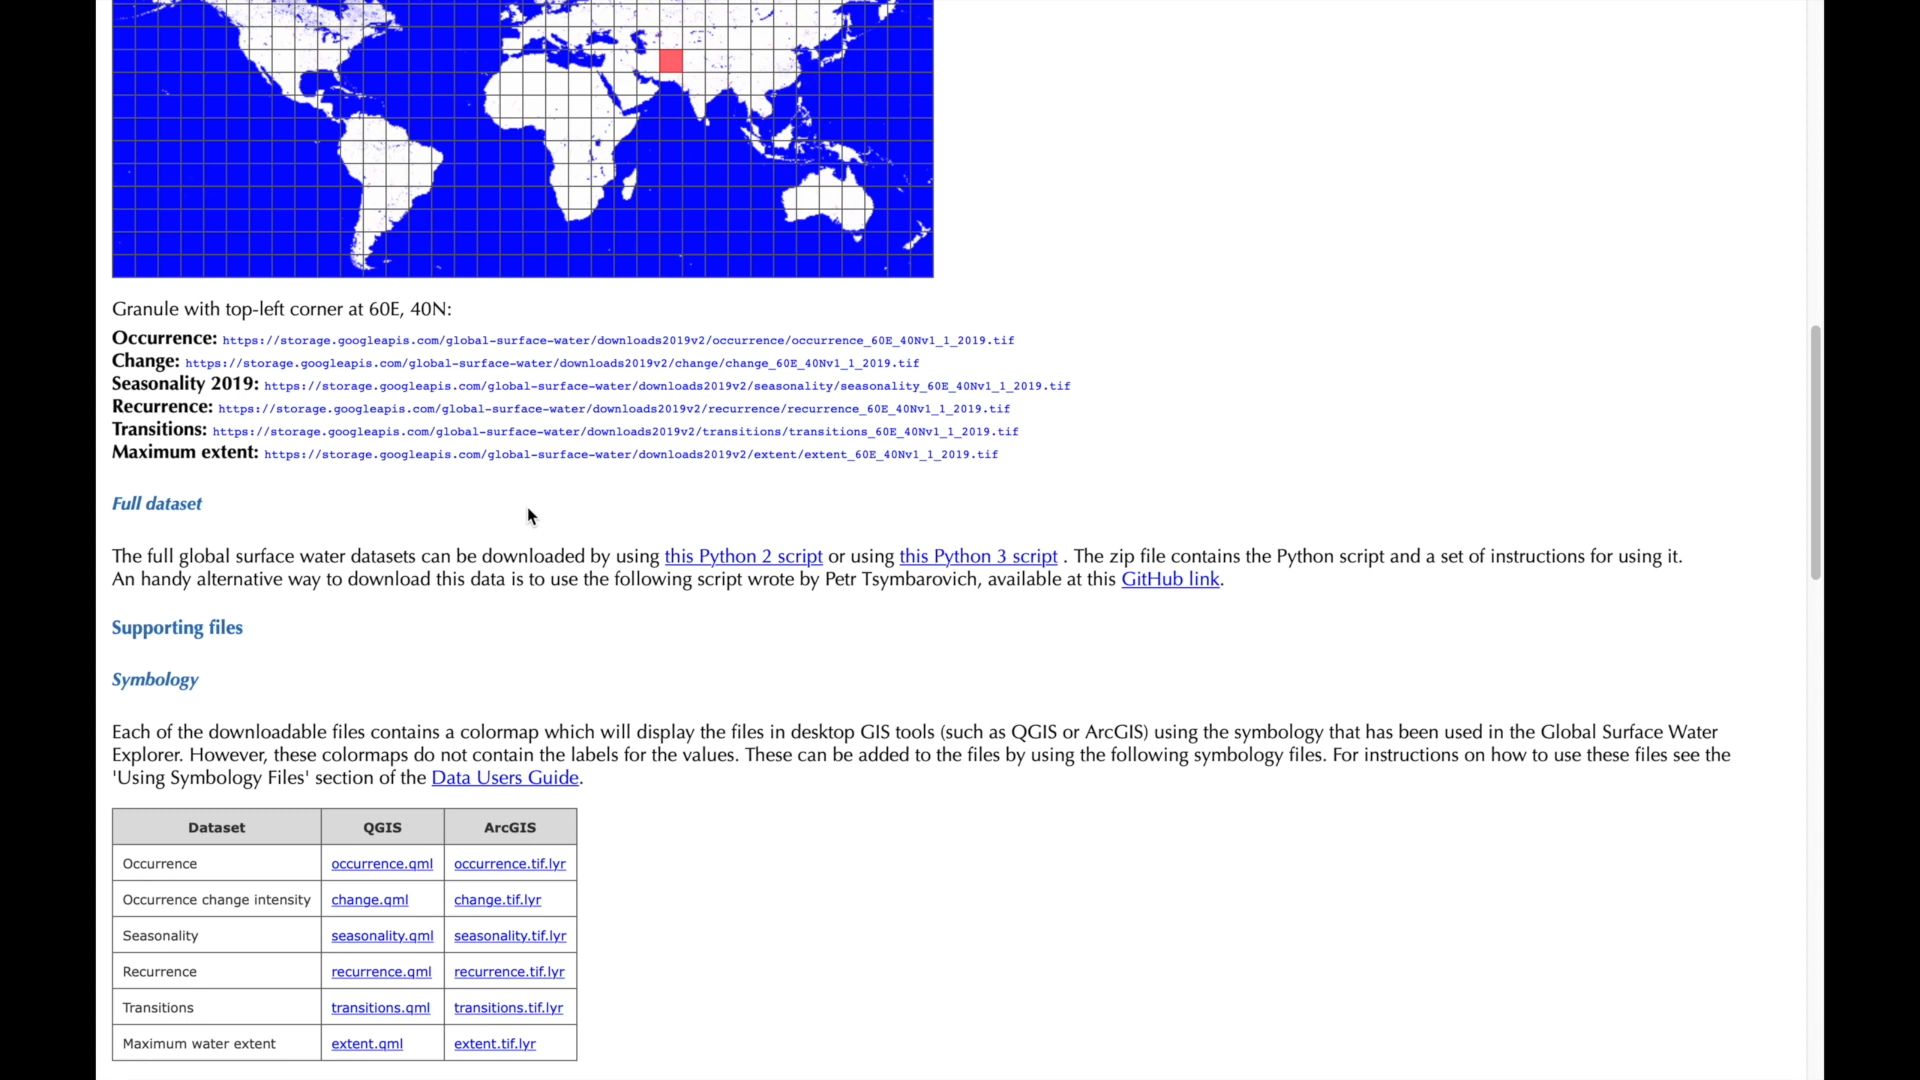 Granule with top-left corner at 60E, 40N:
Occurrence: https://storage.googleapis.com/global-surface-water/downloads2019v2/occurrence/occurrence_60E_40Nv1_1_2019.tif
Change: https://storage.googleapis.com/global-surface-water/downloads2019v2/change/change_60E_40Nv1_1_2019.tif
Seasonality 2019: https://storage.googleapis.com/global-surface-water/downloads2019v2/seasonality/seasonality_60E_40Nv1_1_2019.tif
Recurrence: https://storage.googleapis.com/global-surface-water/downloads2019v2/recurrence/recurrence_60E_40Nv1_1_2019.tif
Transitions: https://storage.googleapis.com/global-surface-water/downloads2019v2/transitions/transitions_60E_40Nv1_1_2019.tif
Maximum extent: https://storage.googleapis.com/global-surface-water/downloads2019v2/extent/extent_60E_40Nv1_1_2019.tif
Full dataset
The full global surface water datasets can be downloaded by using this Python 2 script or using this Python 3 script . The zip file contains the Python script and a set of instructions for using it.
An handy alternative way to download this data is to use the following script wrote by Petr Tsymbarovich, available at this GitHub link.
Supporting files
Symbology
Each of the downloadable files contains a colormap which will display the files in desktop GIS tools (such as QGIS or ArcGIS) using the symbology that has been used in the Global Surface Water
Explorer. However, these colormaps do not contain the labels for the values. These can be added to the files by using the following symbology files. For instructions on how to use these files see the
'Using Symbology Files' section of the Data Users Guide.
Dataset QGIS ArcGIS
Occurrence occurrence.qml occurrence.tif.lyr
Occurrence change intensity change.qml change.tif.lyr
Seasonality seasonality.qml seasonality.tif.lyr
Recurrence recurrence.qml recurrence.tif.lyr
Transitions transitions.qml transitions.tif.lyr
Maximum water extent extent.qml extent.tif.lyr